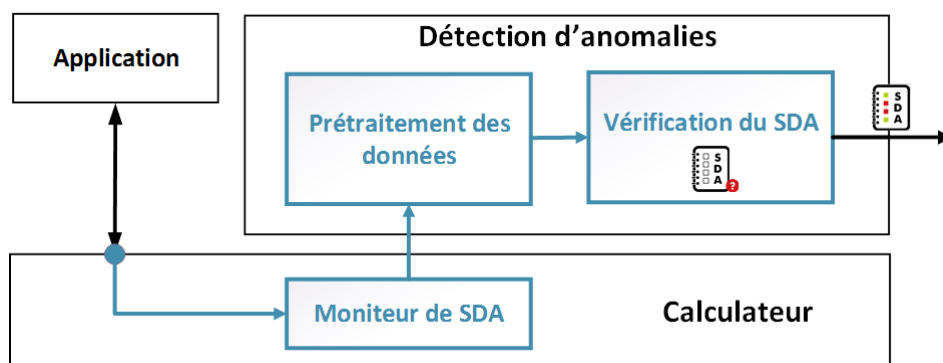 Détection d'anomalies
Application
Prétraitement des
données
Vérification du SDA
S
D
A
?
S
D
A
Moniteur de SDA
Calculateur